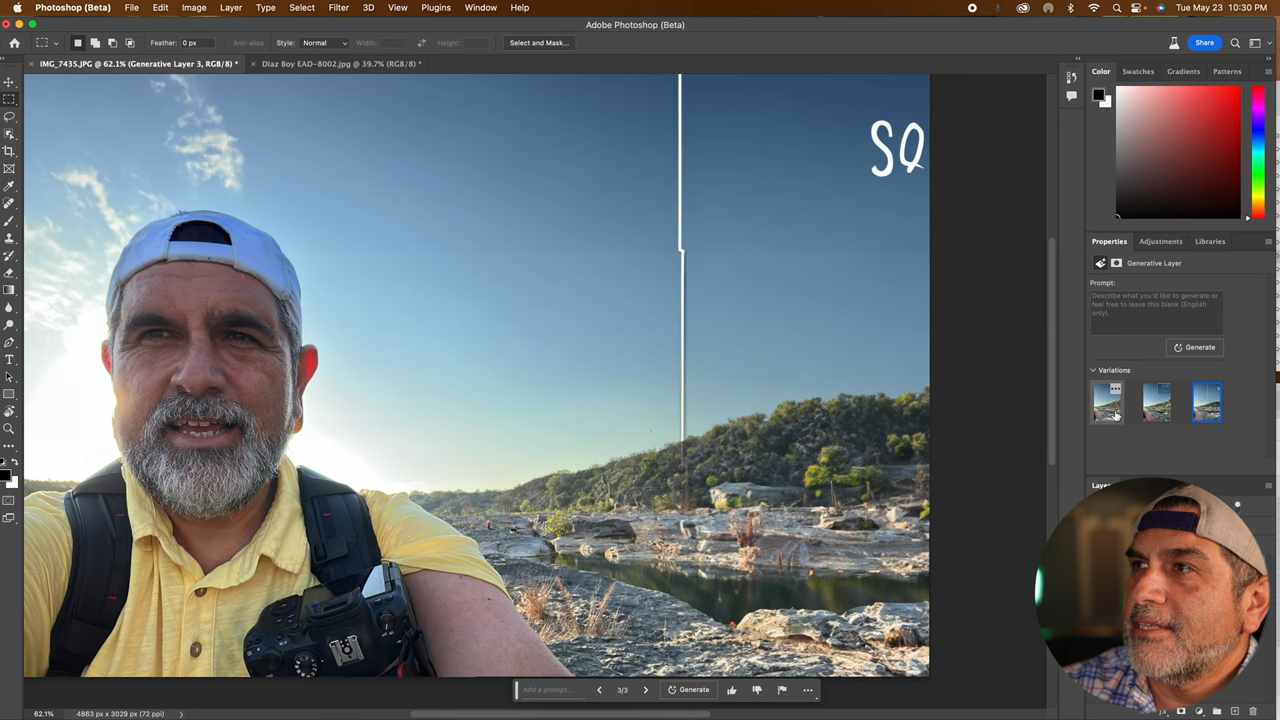 Photoshop (Beta) File Edit Image Layer Type Select Filter 3D View Plugins Window Help Tue May 23 10:30 PM
Adobe Photoshop (Beta)
Feather: 0 px Anti-alias Style: Normal Width: Height: Select and Mask... Share
IMG_7435.JPG @ 62.1% (Generative Layer 3, RGB/8) * Diaz Boy EAD-8002.jpg @ 39.7% (RGB/8) *
Color Swatches Gradients Patterns
SQ
Properties Adjustments Libraries
Generative Layer
Prompt:
Describe what you'd like to generate or
feel free to leave this blank (English
only).
Generate
Variations
Layer
Add a prompt... 3/3 Generate
62.1% 4863 px x 3029 px (72 ppi)